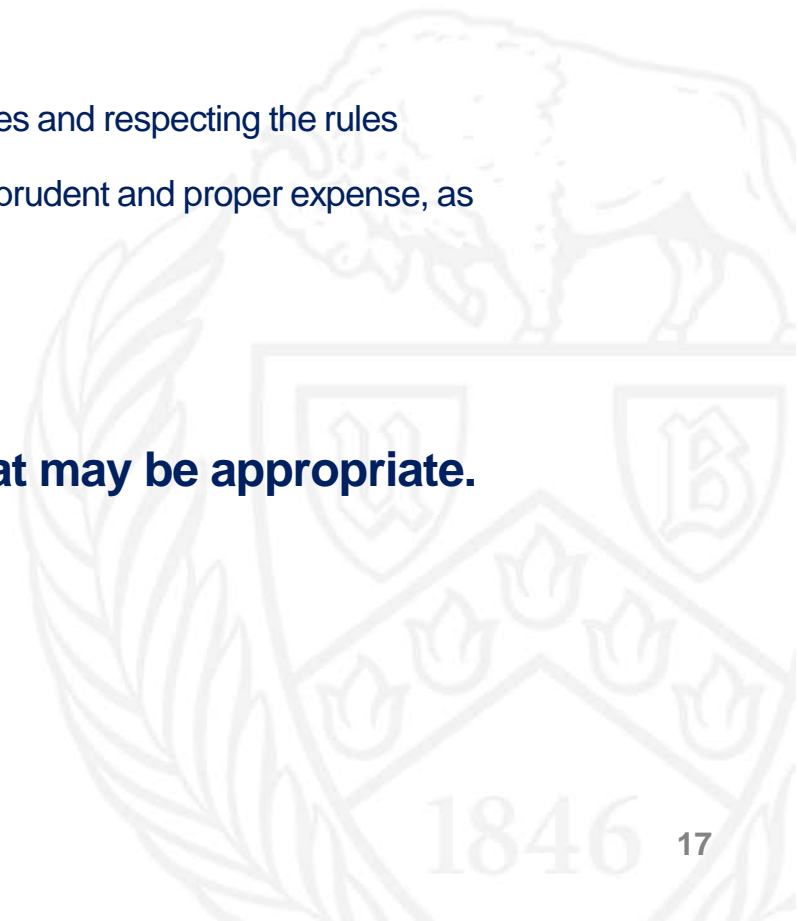 es and respecting the rules
prudent and proper expense, as
at may be appropriate.
U B
1846
17